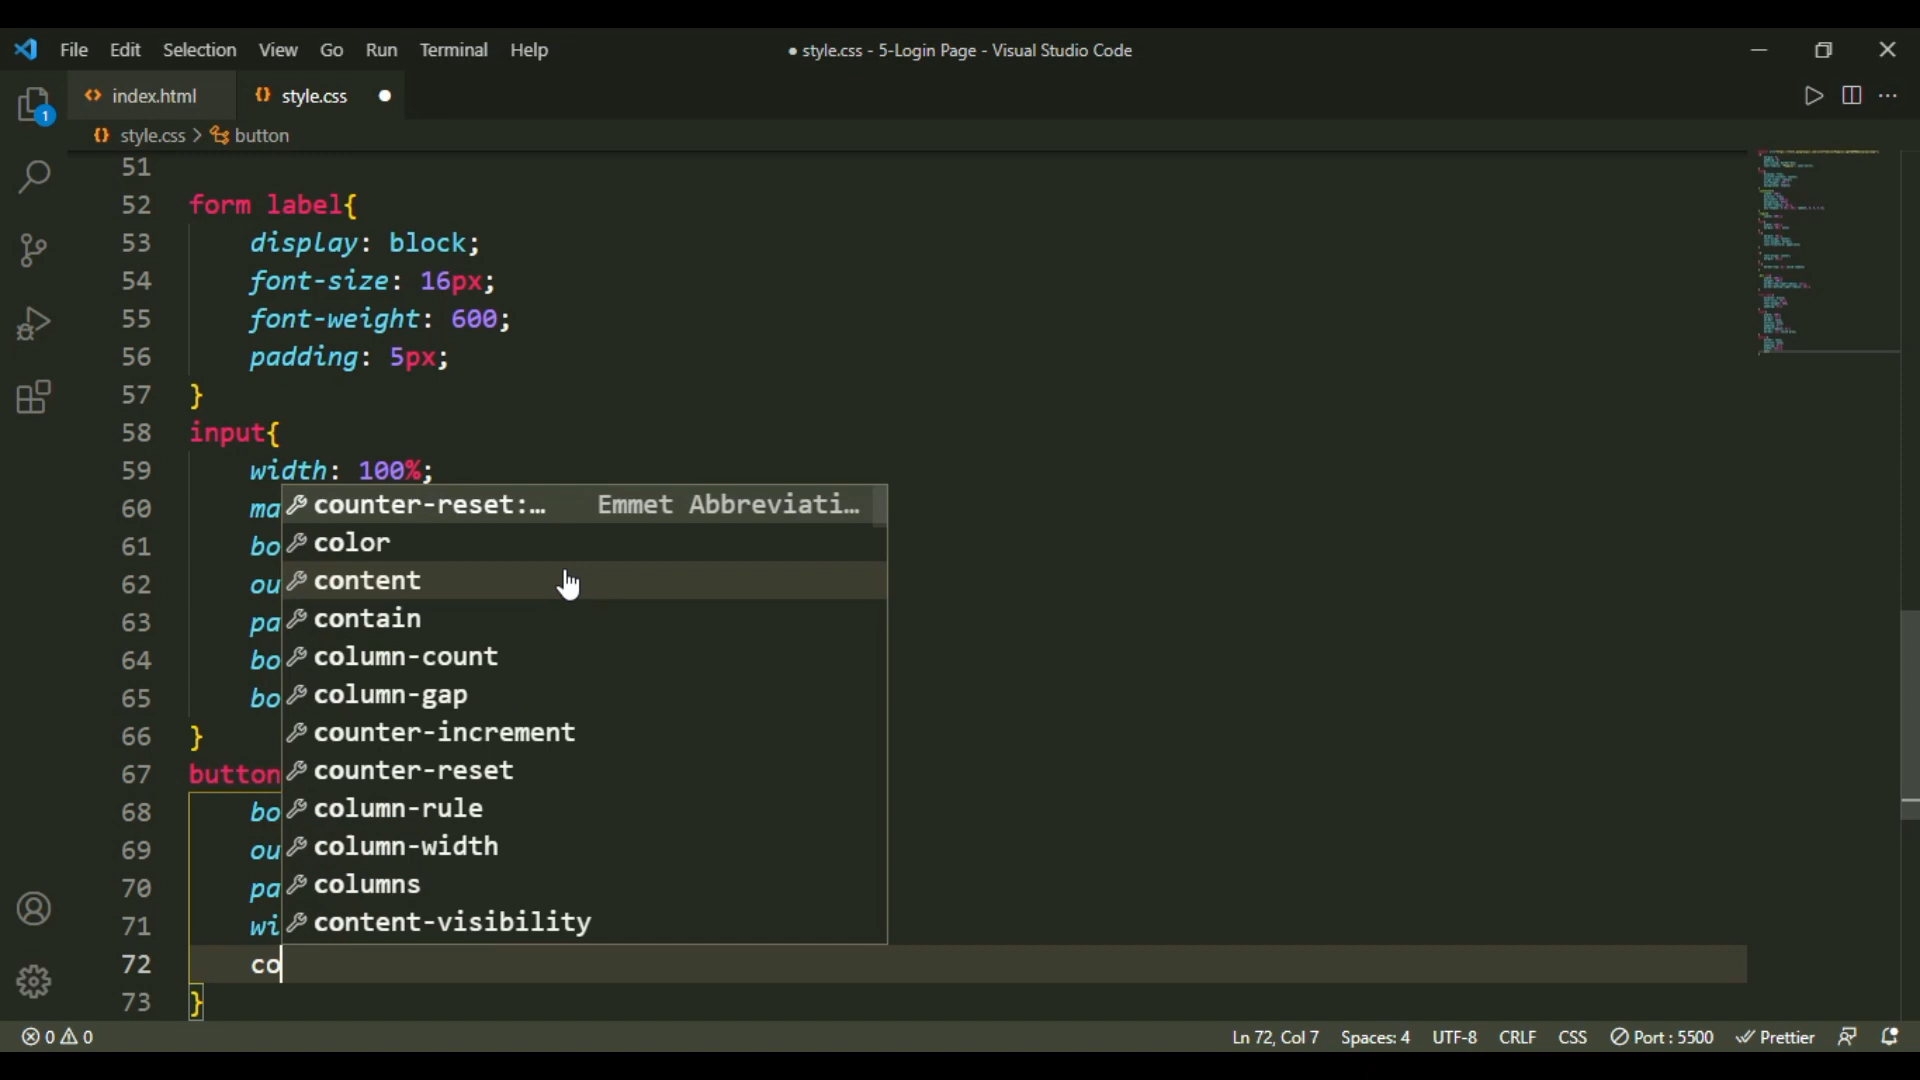 File Edit Selection View Go Run Terminal Help ● style.css - 5-Login Page - Visual Studio Code
index.html style.css
1
style.css > button
51
52 form label{
53 display: block;
54 font-size: 16px;
55 font-weight: 600;
56 padding: 5px;
57 }
58 input{
59 width: 100%;
60 ma counter-reset:… Emmet Abbreviati…
61 bo color
62 ou content
63 pa contain
64 bo column-count
65 bo column-gap
66 } counter-increment
67 button counter-reset
68 bo column-rule
69 ou column-width
70 pa columns
71 wi content-visibility
72 co
73 }
0 0 Ln 72, Col 7 Spaces: 4 UTF-8 CRLF CSS Port : 5500 Prettier